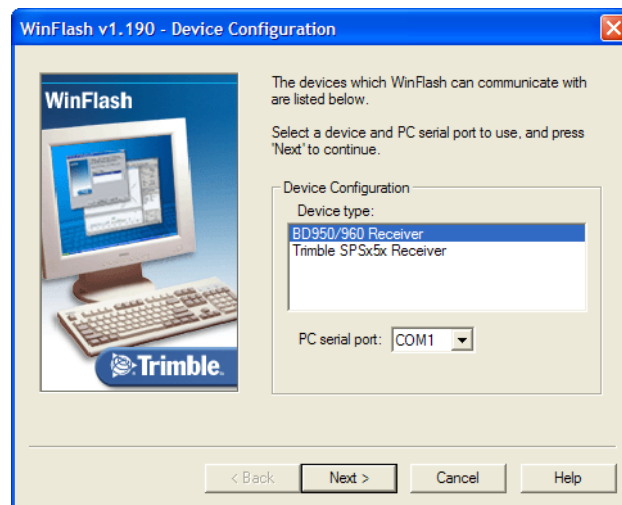 WinFlash v1.190 - Device Configuration
WinFlash
Trimble.
The devices which WinFlash can communicate with
are listed below.
Select a device and PC serial port to use, and press
'Next' to continue.
Device Configuration
Device type:
BD950/960 Receiver
Trimble SPSx5x Receiver
PC serial port: COM1
< Back
Next >
Cancel
Help